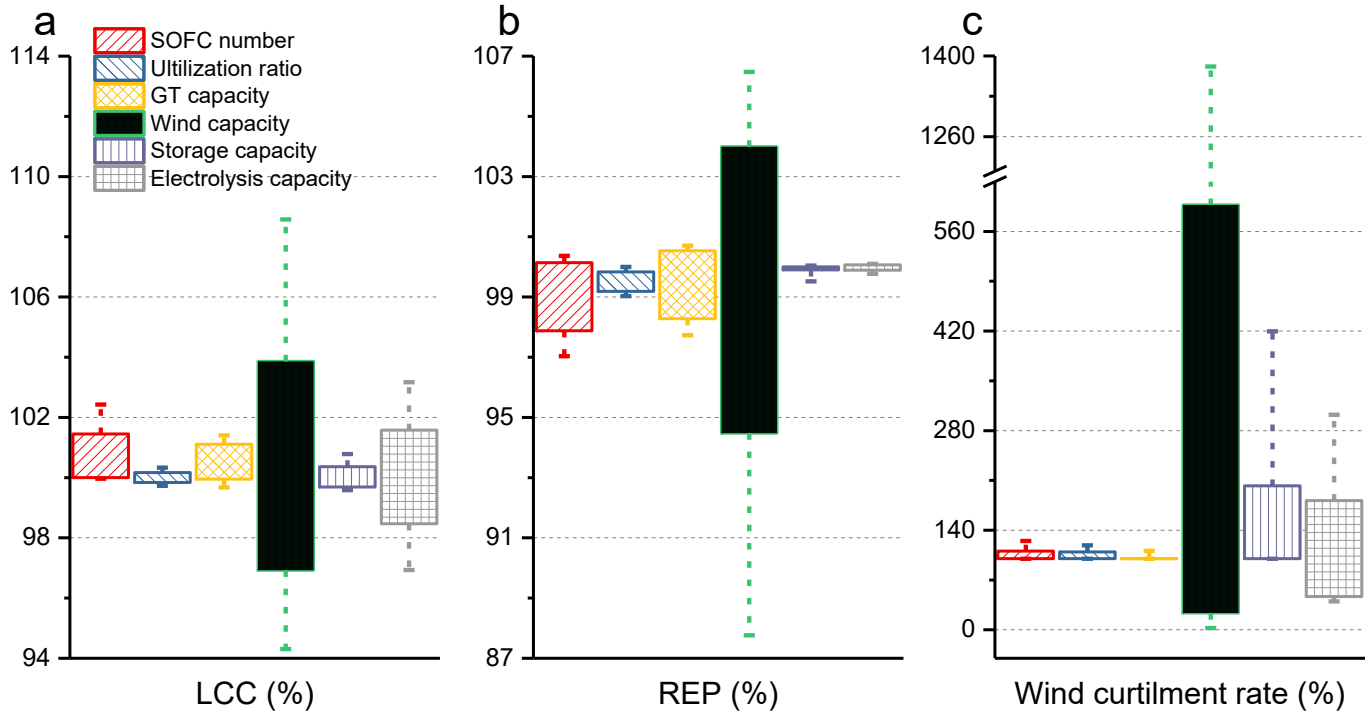 a
SOFC number
Ultilization ratio
GT capacity
Wind capacity
Storage capacity
Electrolysis capacity
114
110
106
102
98
94
LCC (%)
b
107
103
99
95
91
87
REP (%)
c
1400
1260
560
420
280
140
0
Wind curtilment rate (%)